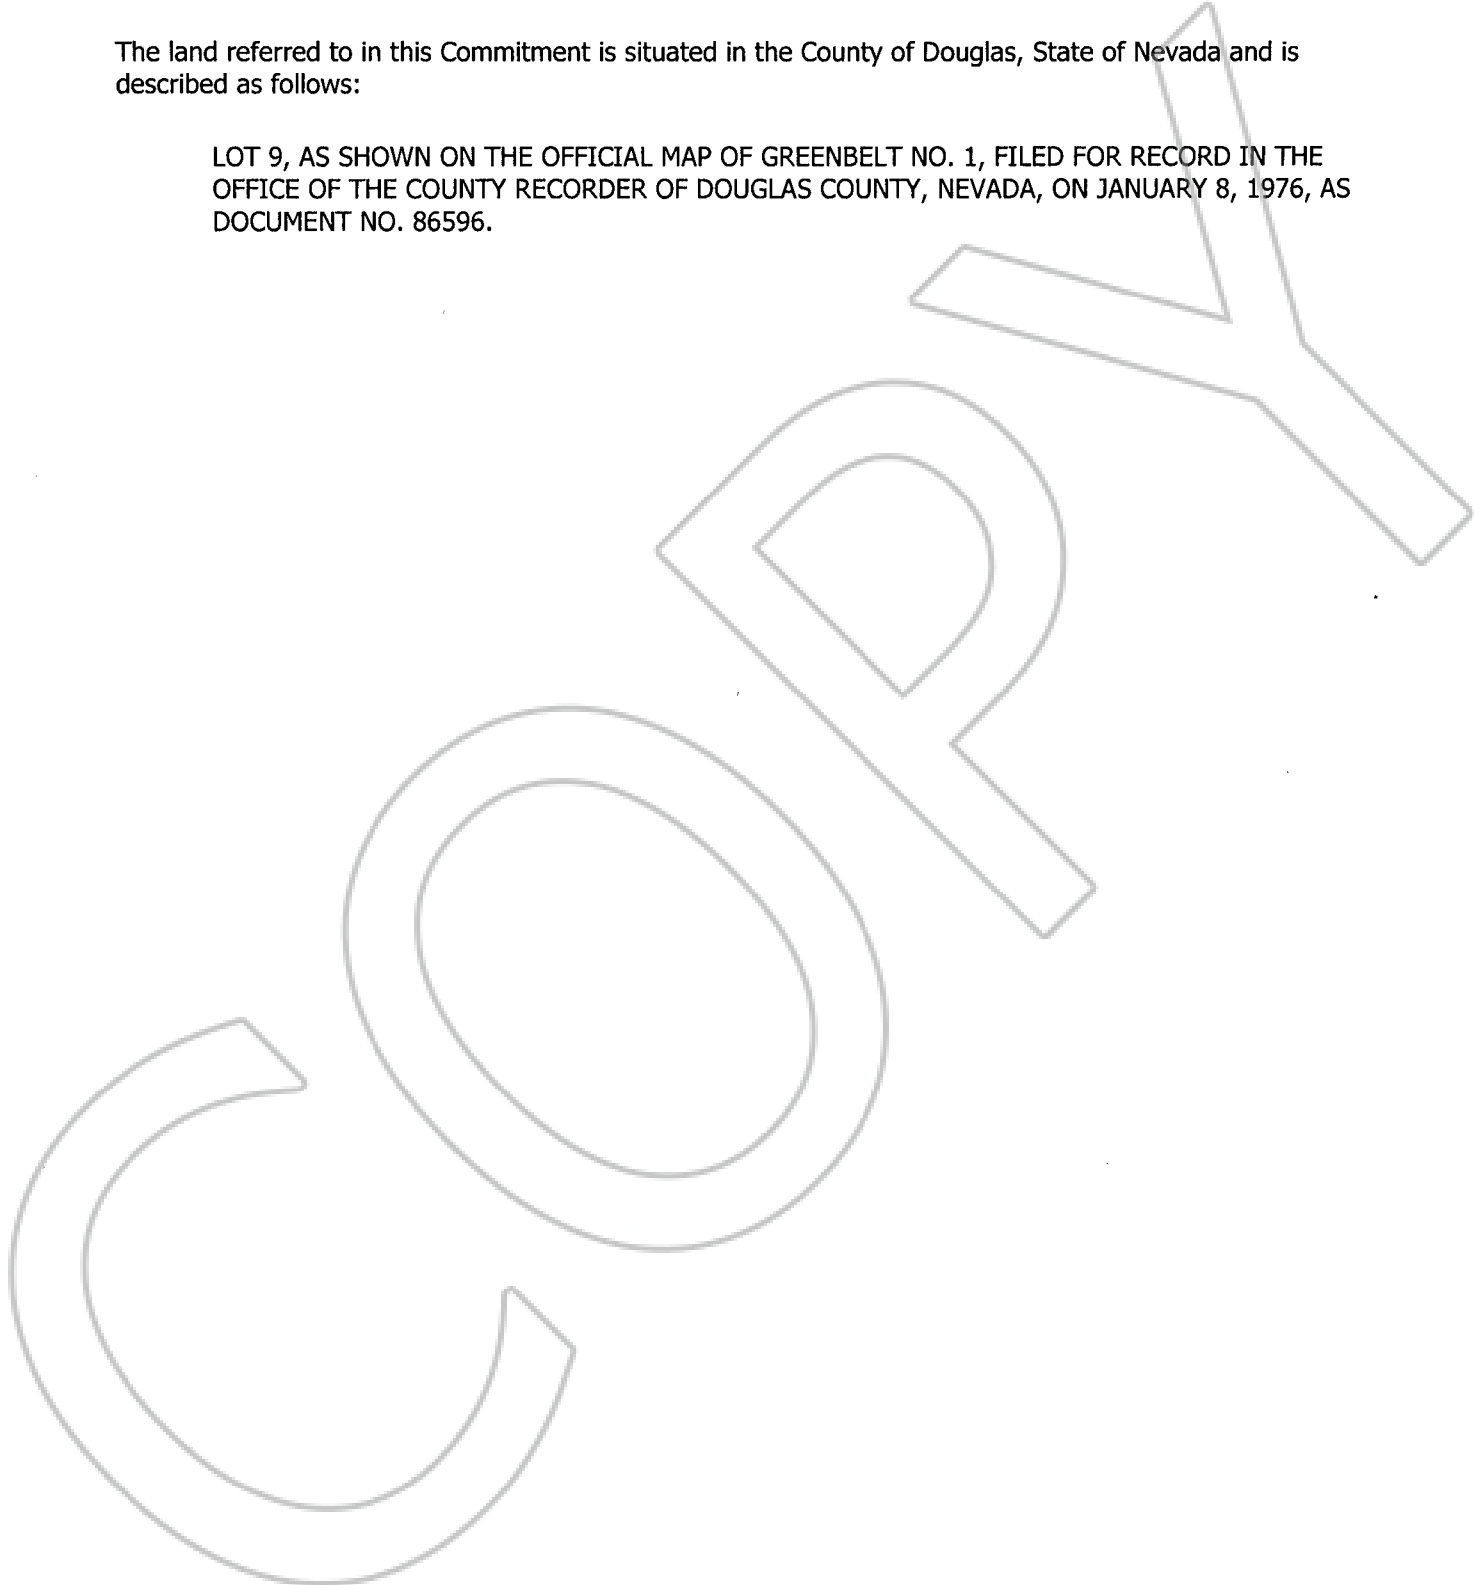 The land referred to in this Commitment is situated in the County of Douglas, State of Nevada and is
described as follows:
LOT 9, AS SHOWN ON THE OFFICIAL MAP OF GREENBELT NO. 1, FILED FOR RECORD IN THE
OFFICE OF THE COUNTY RECORDER OF DOUGLAS COUNTY, NEVADA, ON JANUARY 8, 1976, AS
DOCUMENT NO. 86596.
COPY